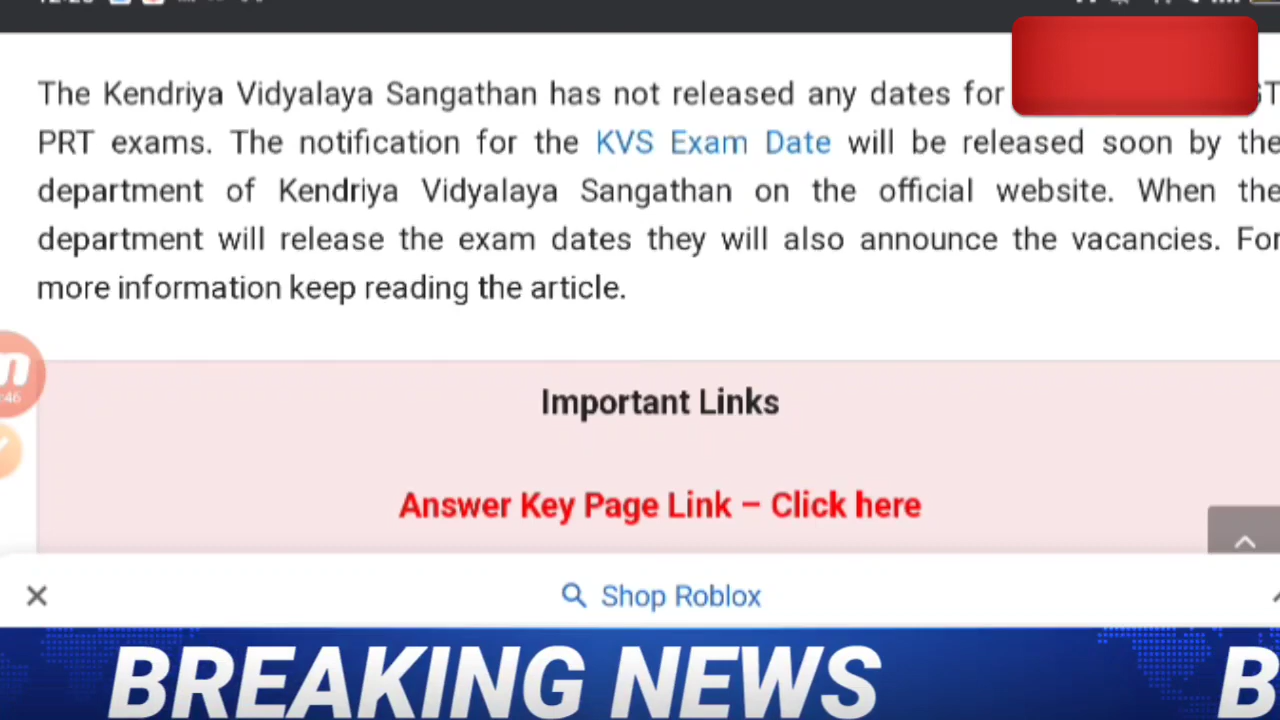 The Kendriya Vidyalaya Sangathan has not released any dates for
PRT exams. The notification for the KVS Exam Date will be released soon by the
department of Kendriya Vidyalaya Sangathan on the official website. When the
department will release the exam dates they will also announce the vacancies. For
more information keep reading the article.
Important Links
Answer Key Page Link – Click here
Shop Roblox
BREAKING NEWS